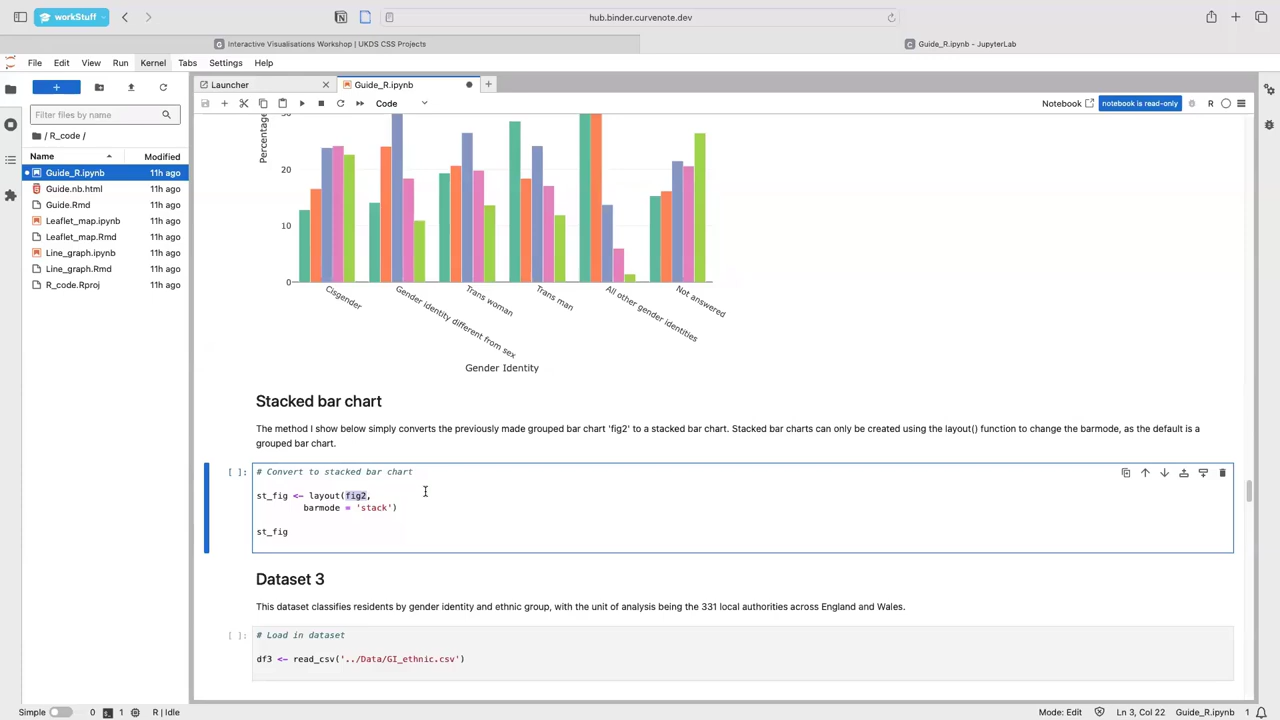 workStuff
hub.binder.curvenote.dev
Interactive Visualisations Workshop | UKDS CSS Projects
Guide_R.ipynb - JupyterLab
File Edit View Run Kernel Tabs Settings Help
Launcher
Guide_R.ipynb
Code
Notebook
notebook is read-only
R
Filter files by name
/ R_code /
Name Modified
Guide_R.ipynb 11h ago
Guide.nb.html 11h ago
Guide.Rmd 11h ago
Leaflet_map.ipynb 11h ago
Leaflet_map.Rmd 11h ago
Line_graph.ipynb 11h ago
Line_graph.Rmd 11h ago
R_code.Rproj 11h ago
Percentage
30
20
10
0
Cisgender
Gender identity different from sex
Trans woman
Trans man
All other gender identities
Not answered
Gender Identity
Stacked bar chart
The method I show below simply converts the previously made grouped bar chart 'fig2' to a stacked bar chart. Stacked bar charts can only be created using the layout() function to change the barmode, as the default is a
grouped bar chart.
[ ]:
# Convert to stacked bar chart
st_fig <- layout(fig2,
barmode = 'stack')
st_fig
Dataset 3
This dataset classifies residents by gender identity and ethnic group, with the unit of analysis being the 331 local authorities across England and Wales.
[ ]:
# Load in dataset
df3 <- read_csv('../Data/GI_ethnic.csv')
Simple 0 1 R | Idle Mode: Edit Ln 3, Col 22 Guide_R.ipynb 1